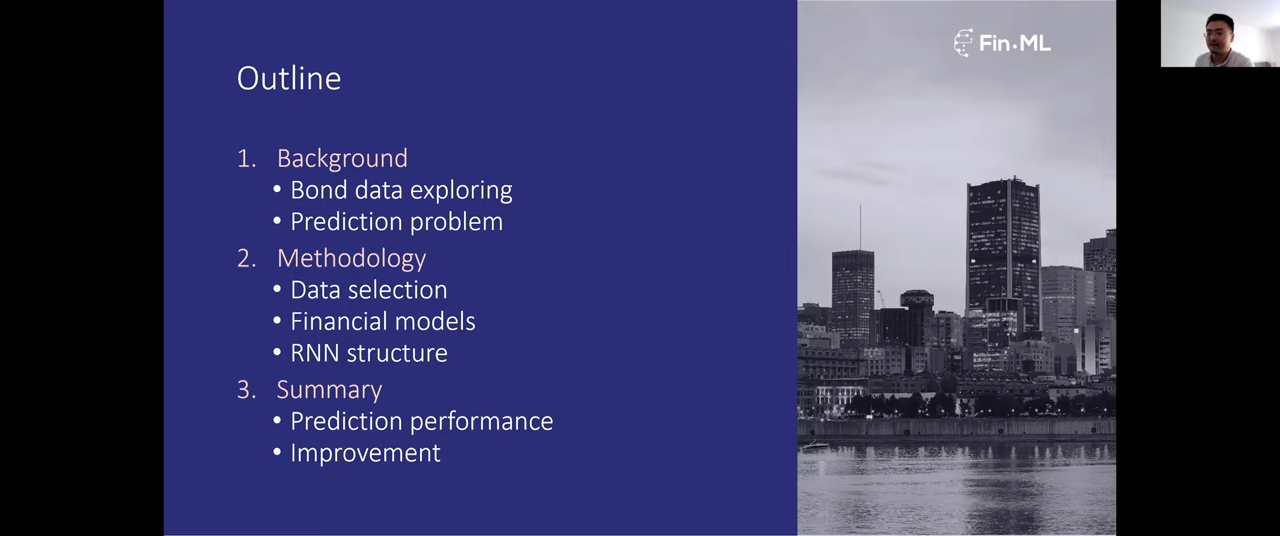 Outline
1. Background
• Bond data exploring
• Prediction problem
2. Methodology
• Data selection
• Financial models
• RNN structure
3. Summary
• Prediction performance
• Improvement
Fin·ML